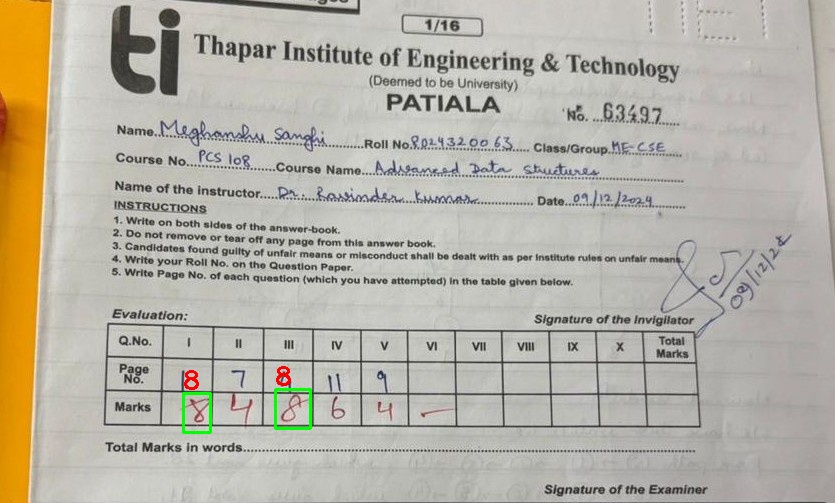 1/16
ti
Thapar Institute of Engineering & Technology
(Deemed to be University)
PATIALA
No. 63497
Name. Meghanshu Sanghi Roll No. 8024320063 Class/Group. ME-CSE
Course No. PCS 108 Course Name. Advanced Data Structures
Name of the instructor. Dr. Ravinder Kumar Date. 09/12/2024
INSTRUCTIONS
1. Write on both sides of the answer-book.
2. Do not remove or tear off any page from this answer book.
3. Candidates found guilty of unfair means or misconduct shall be dealt with as per Institute rules on unfair means.
4. Write your Roll No. on the Question Paper.
5. Write Page No. of each question (which you have attempted) in the table given below.
09/12/24
Evaluation: Signature of the Invigilator
Q.No. I II III IV V VI VII VIII IX X Total Marks
Page No. 8 7 8 11 9
Marks 8 4 8 6 4 –
Total Marks in words
Signature of the Examiner